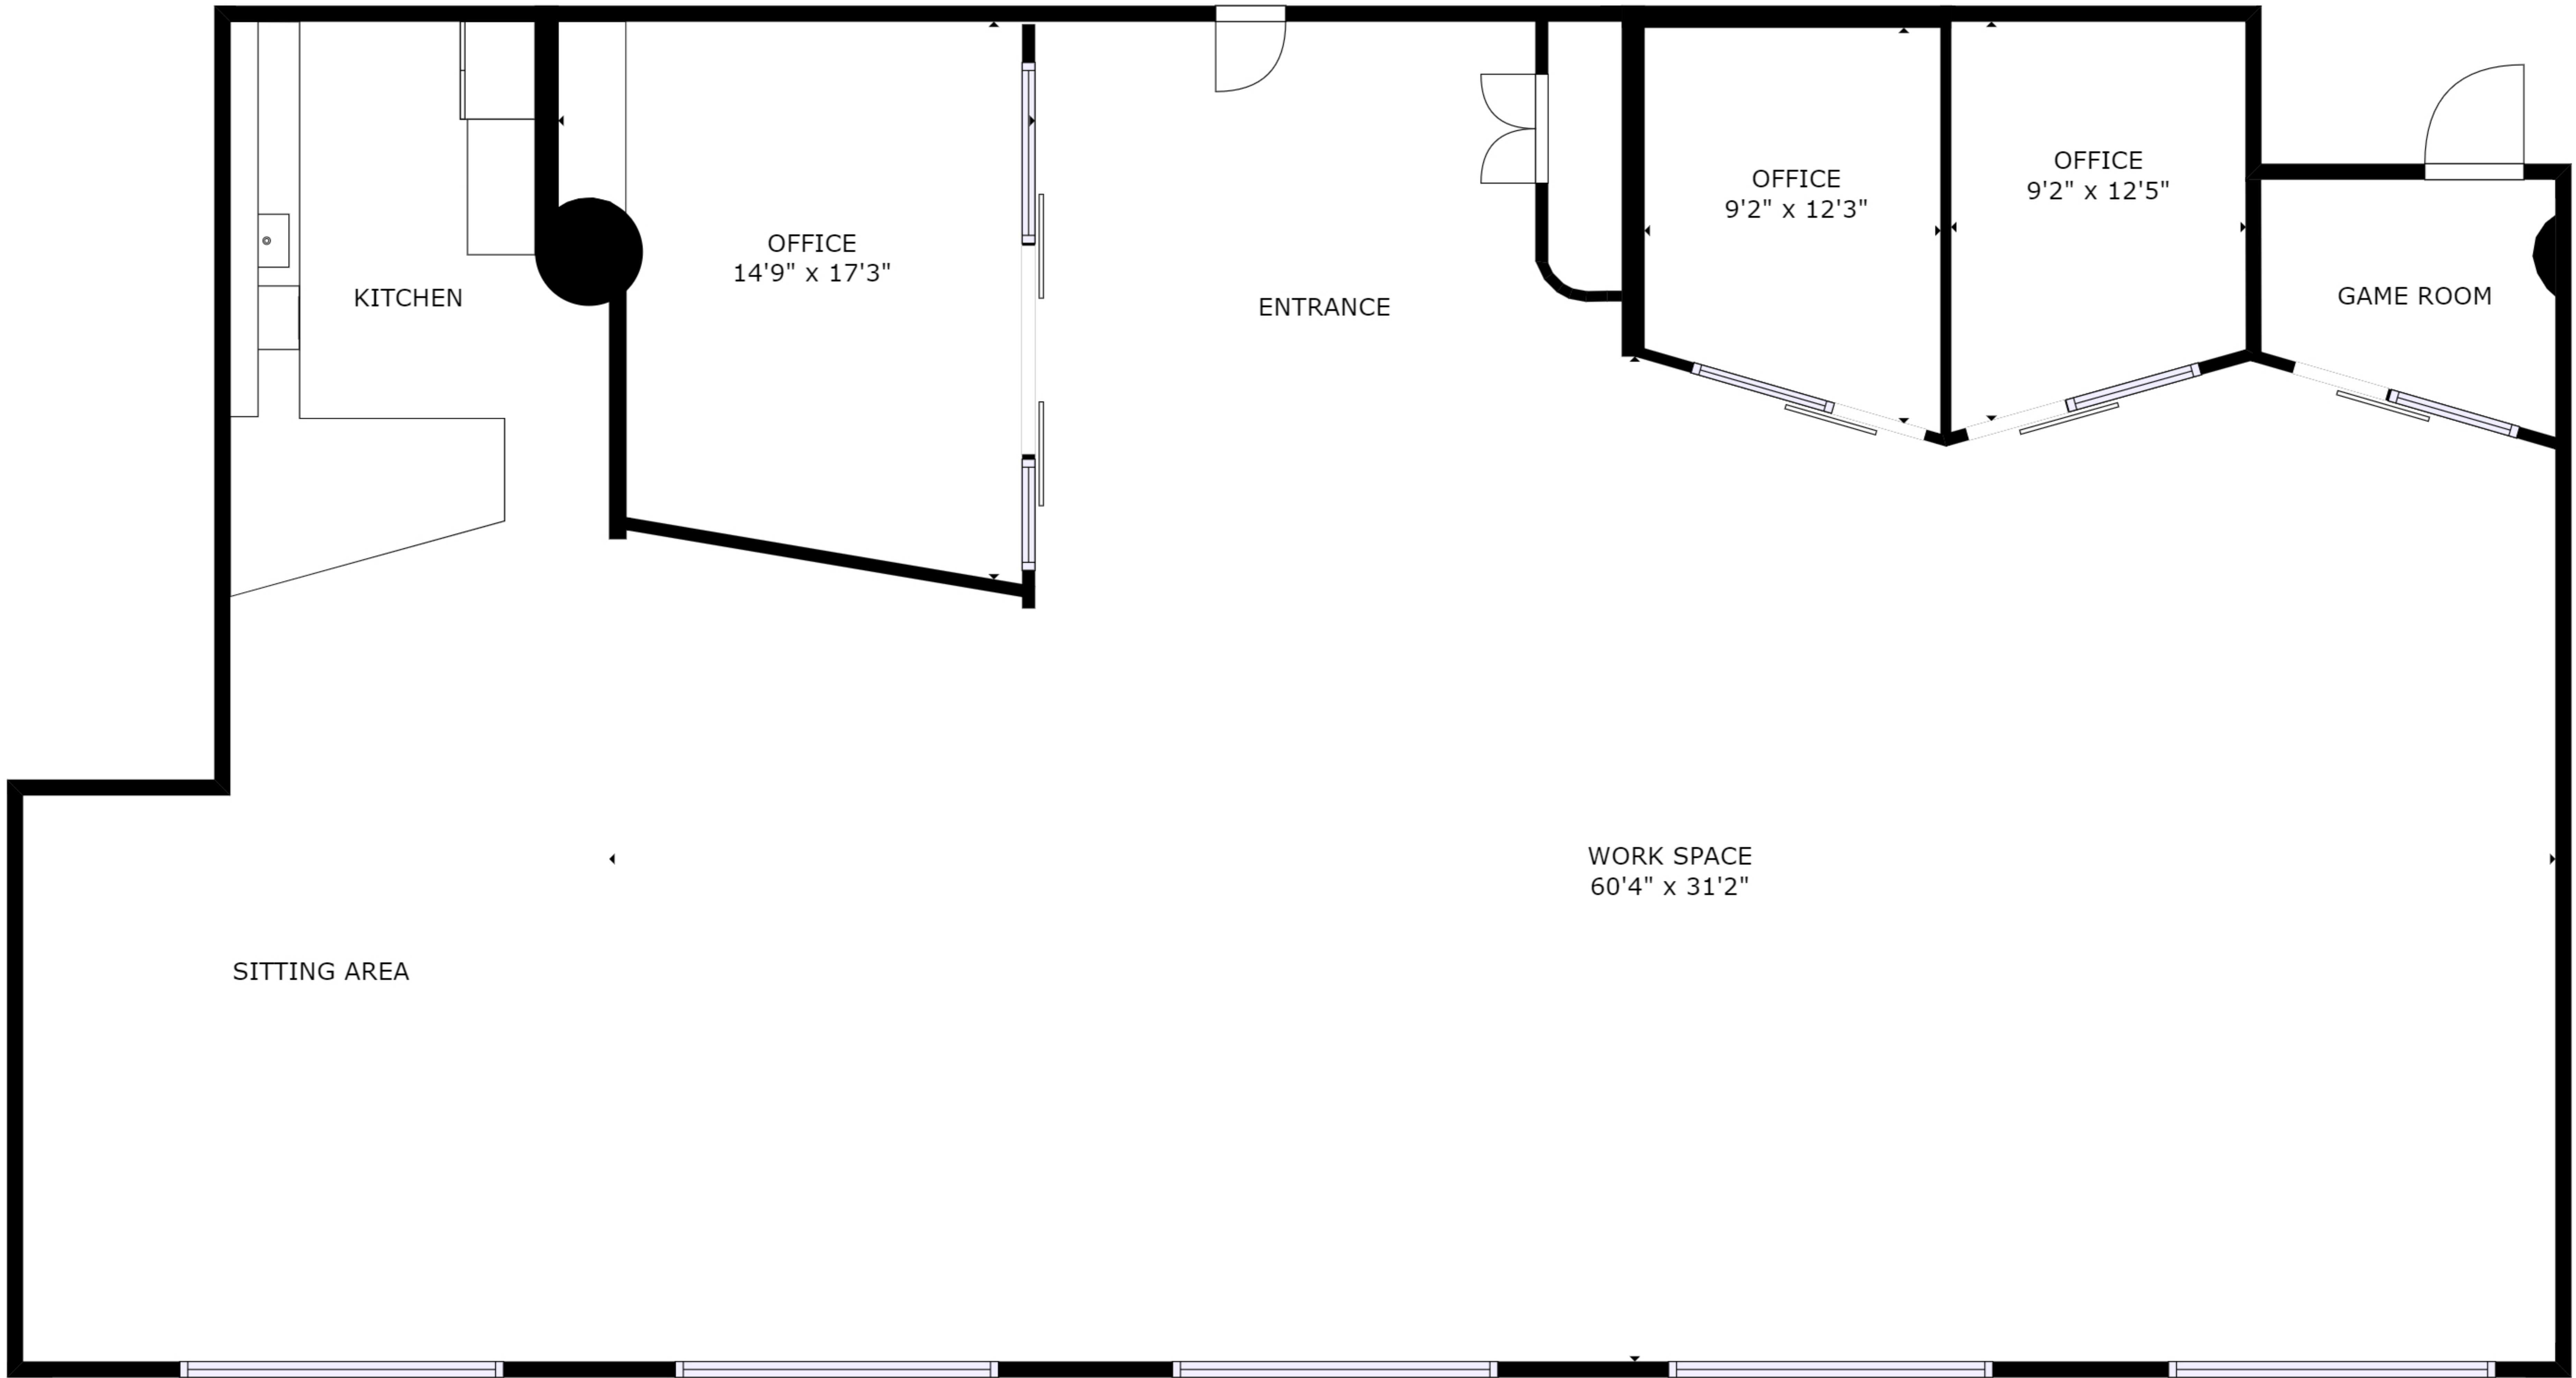 OFFICE
9'2" x 12'5"
OFFICE
9'2" x 12'3"
OFFICE
14'9" x 17'3"
KITCHEN
ENTRANCE
GAME ROOM
WORK SPACE
60'4" x 31'2"
SITTING AREA